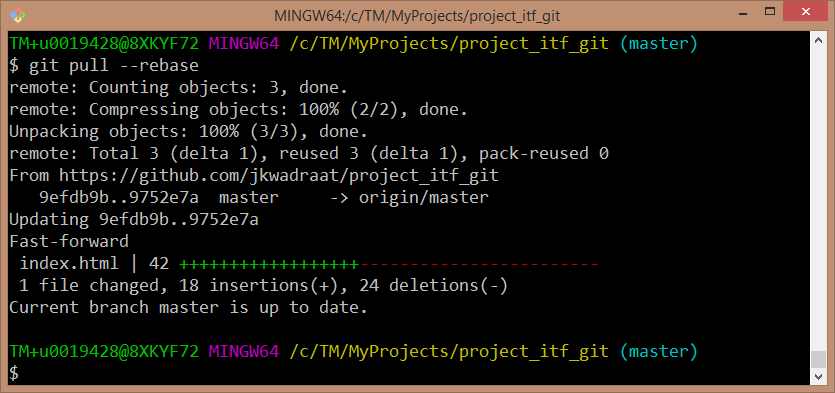 MINGW64:/c/TM/MyProjects/project_itf_git
TM+u0019428@8XKYF72 MINGW64 /c/TM/MyProjects/project_itf_git (master)
$ git pull --rebase
remote: Counting objects: 3, done.
remote: Compressing objects: 100% (2/2), done.
Unpacking objects: 100% (3/3), done.
remote: Total 3 (delta 1), reused 3 (delta 1), pack-reused 0
From https://github.com/jkwadraat/project_itf_git
   9efdb9b..9752e7a  master     -> origin/master
Updating 9efdb9b..9752e7a
Fast-forward
 index.html | 42 ++++++++++++++++++------------------------
 1 file changed, 18 insertions(+), 24 deletions(-)
Current branch master is up to date.
TM+u0019428@8XKYF72 MINGW64 /c/TM/MyProjects/project_itf_git (master)
$